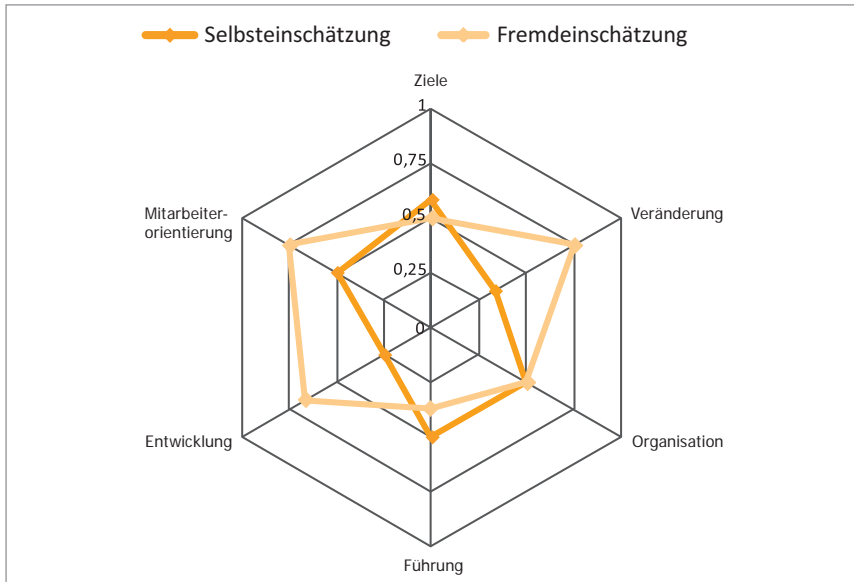 Selbsteinschätzung
Fremdeinschätzung
Ziele
1
0,75
0,5
0,25
0
Mitarbeiter-
orientierung
Veränderung
Entwicklung
Organisation
Führung